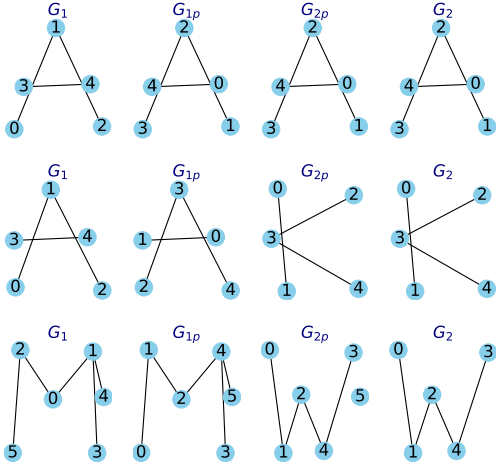 G1 G1p G2p G2
1 2 2 2
3 4 4 0 4 0 4 0
0 2 3 1 3 1 3 1
G1 G1p G2p G2
1 3 0 2 0 2
3 4 1 0 3 3
0 2 2 4 1 4 1 4
G1 G1p G2p G2
2 1 1 4 0 3 0 3
0 4 2 5 2 5 2
5 3 0 3 1 4 1 4